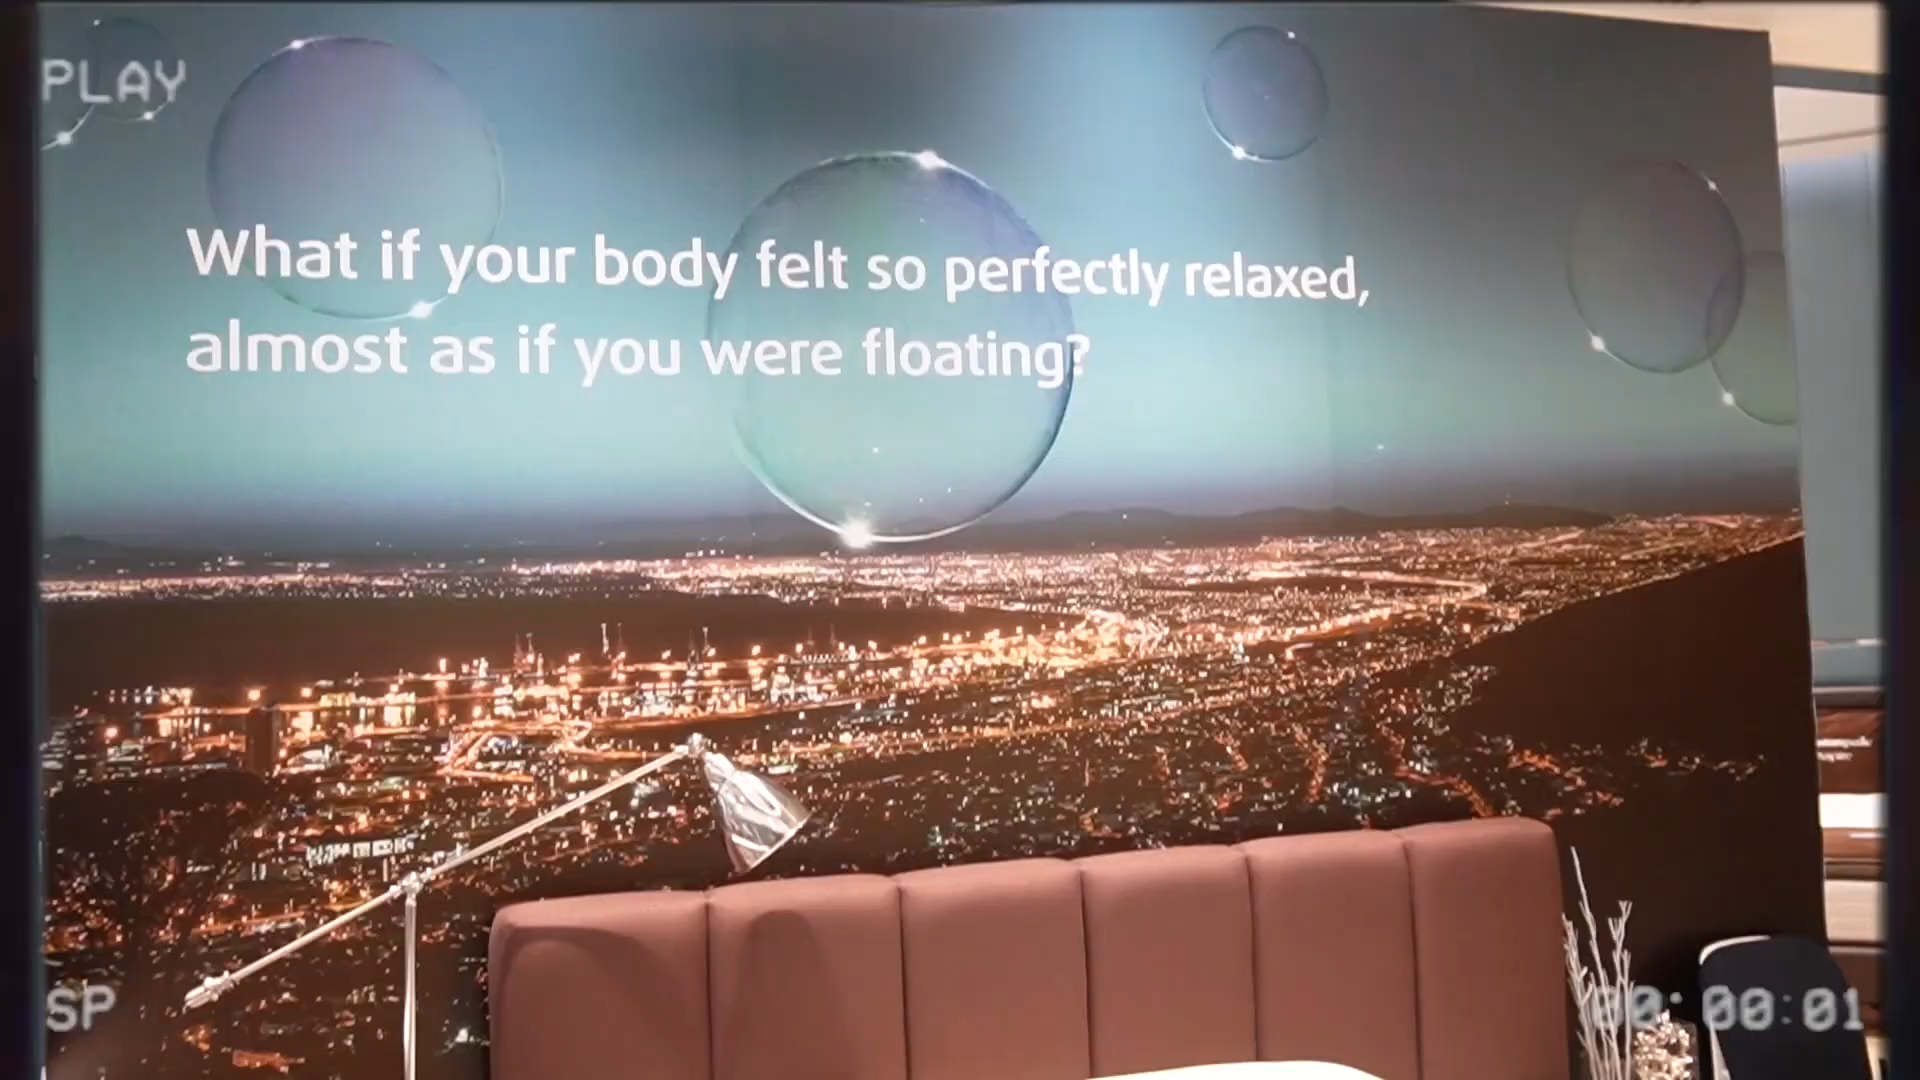 PLAY
What if your body felt so perfectly relaxed,
almost as if you were floating?
SP
00:00:01